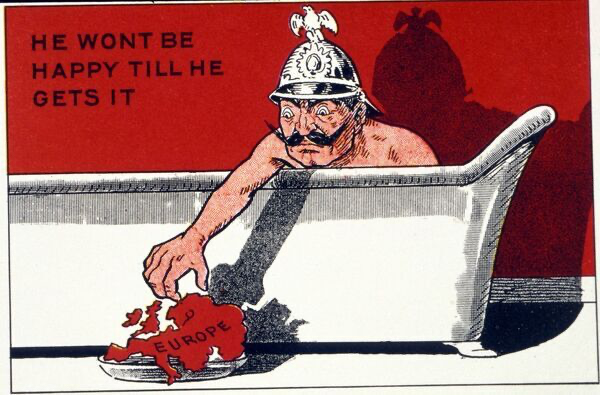 HE WONT BE
HAPPY TILL HE
GETS IT
EUROPE